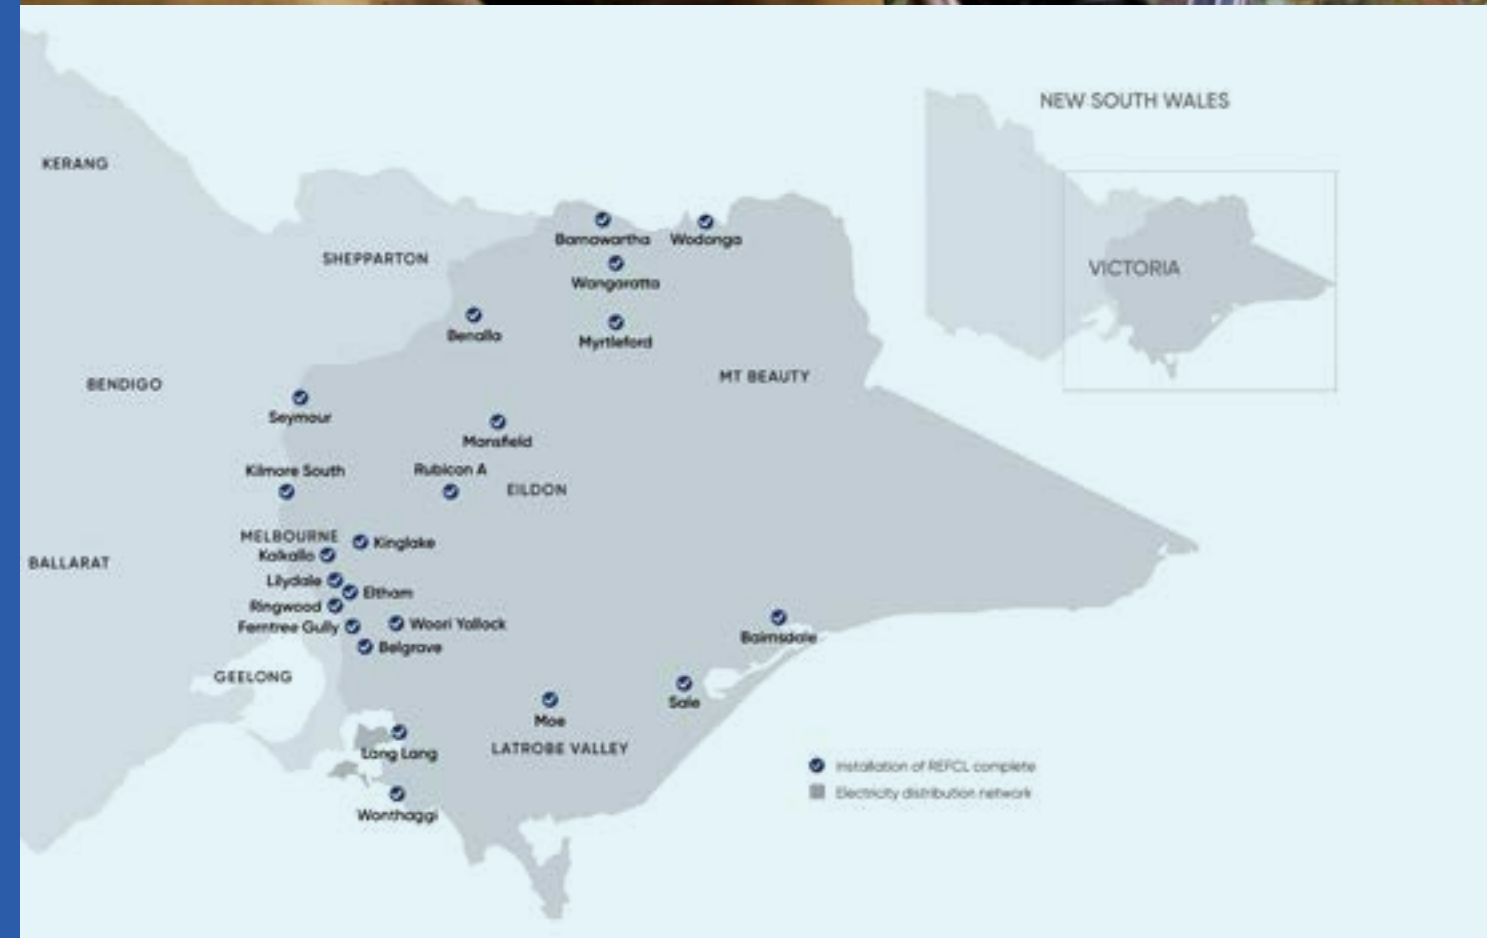 NEW SOUTH WALES
KERANG
Barnawartha
Wodonga
SHEPPARTON
VICTORIA
Wangaratta
Benalla
Myrtleford
MT BEAUTY
BENDIGO
Seymour
Mansfield
Kilmore South
Rubicon A
EILDON
MELBOURNE
Kinglake
Kalkallo
BALLARAT
Lilydale
Eltham
Ringwood
Ferntree Gully
Woori Yallock
Bairnsdale
Belgrave
GEELONG
Sale
Moe
LATROBE VALLEY
Lang Lang
Installation of REFCL complete
Electricity distribution network
Wonthaggi